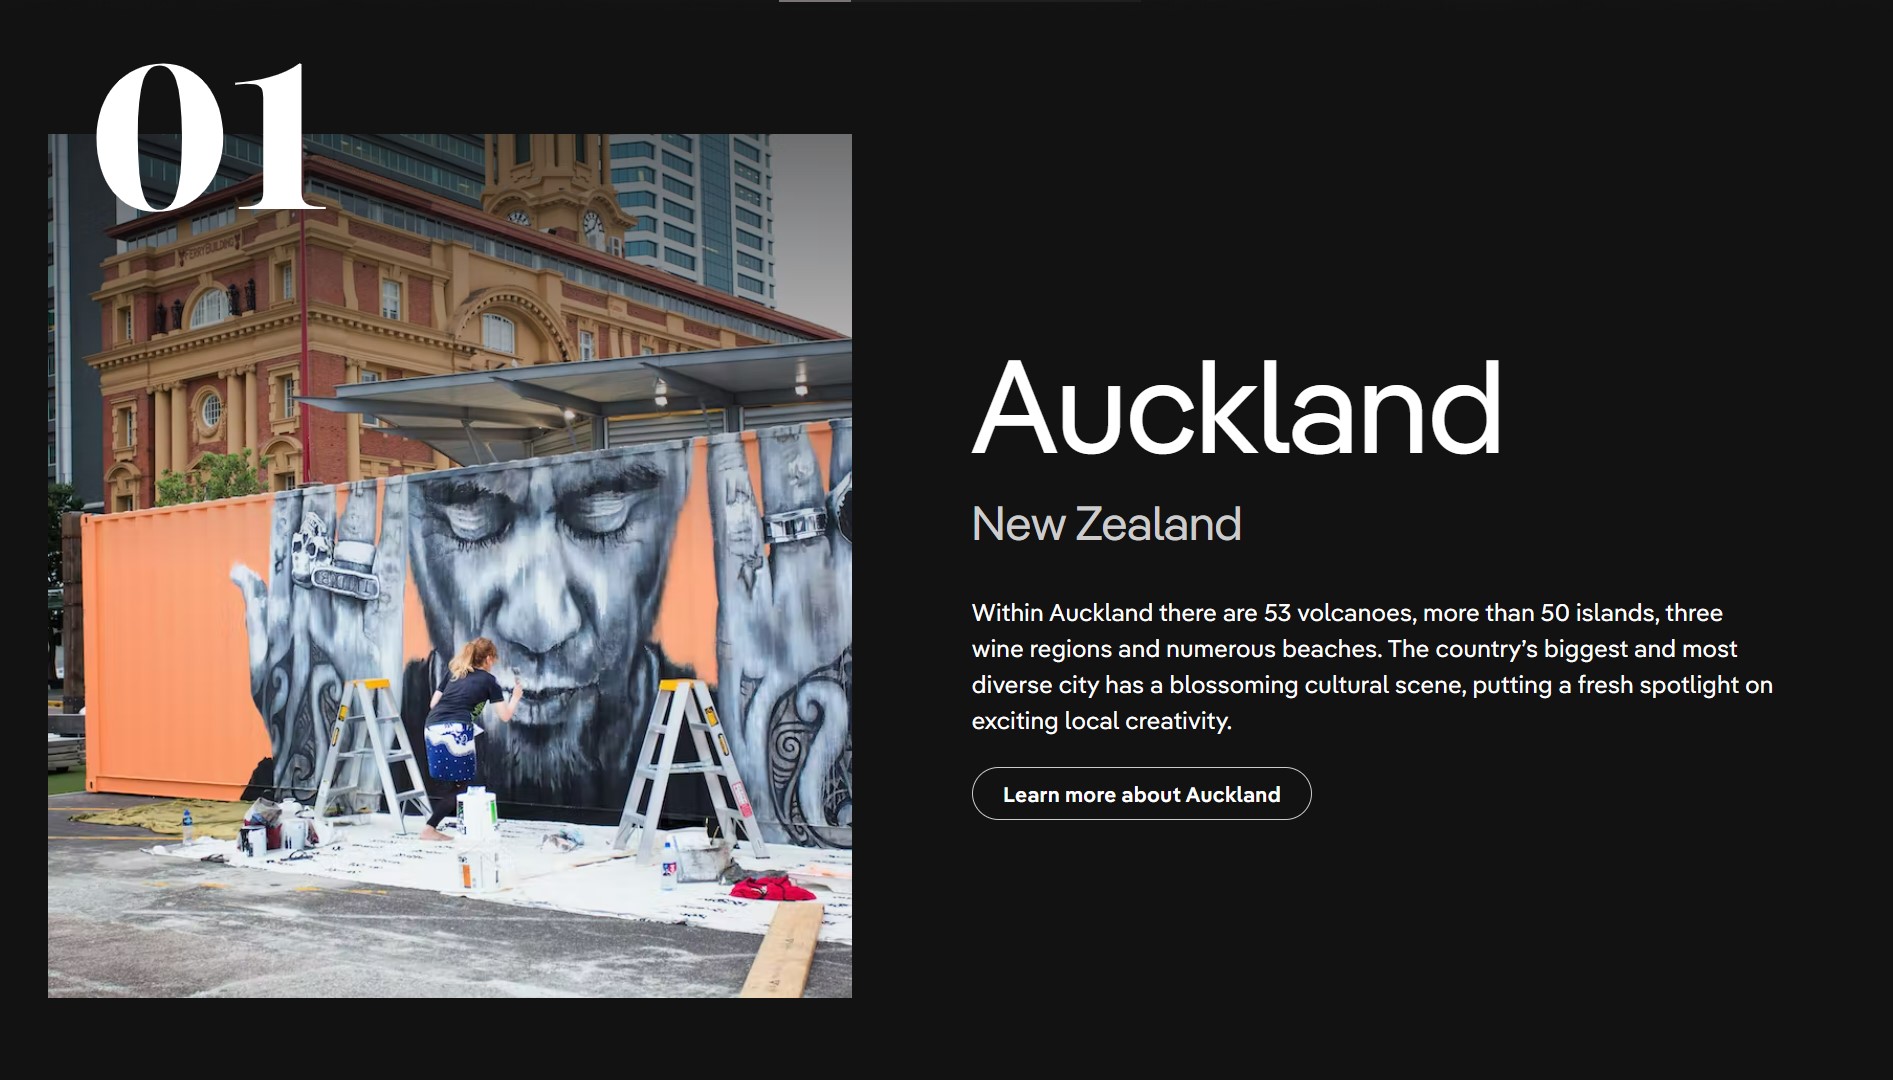 01
FERRY BUILDING
Auckland
New Zealand
Within Auckland there are 53 volcanoes, more than 50 islands, three
wine regions and numerous beaches. The country’s biggest and most
diverse city has a blossoming cultural scene, putting a fresh spotlight on
exciting local creativity.
Learn more about Auckland